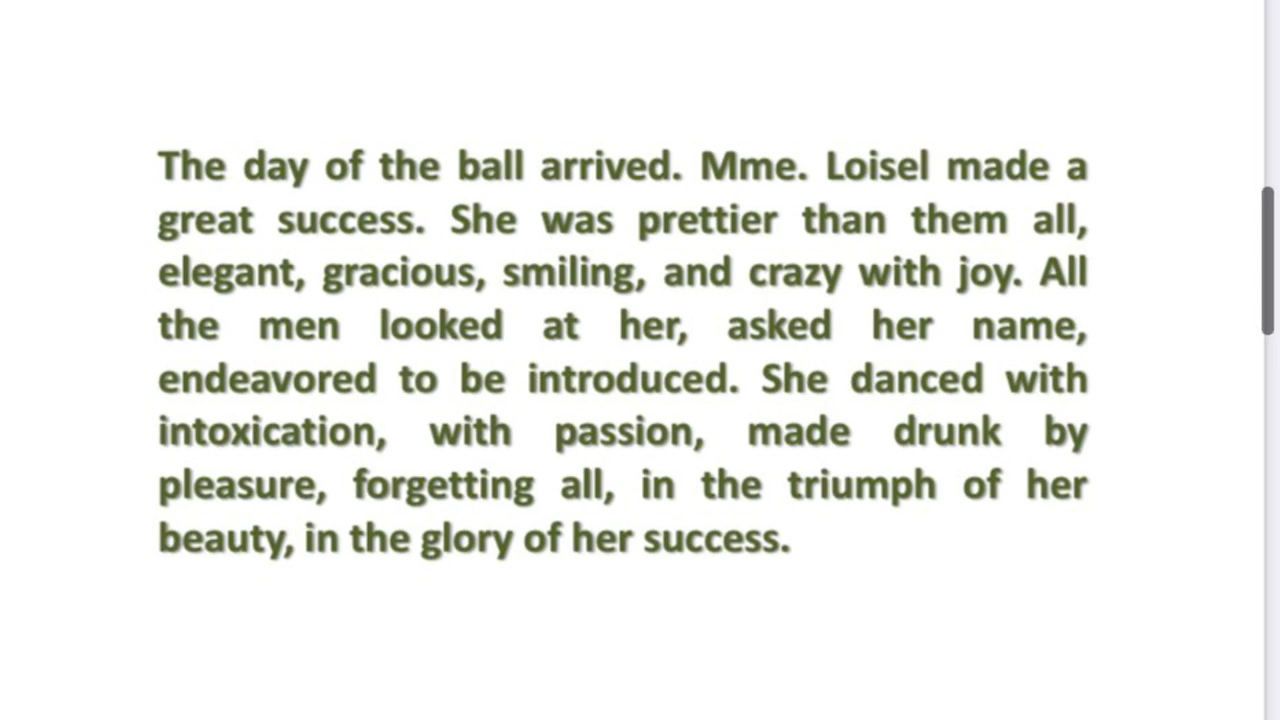 The day of the ball arrived. Mme. Loisel made a
great success. She was prettier than them all,
elegant, gracious, smiling, and crazy with joy. All
the men looked at her, asked her name,
endeavored to be introduced. She danced with
intoxication, with passion, made drunk by
pleasure, forgetting all, in the triumph of her
beauty, in the glory of her success.